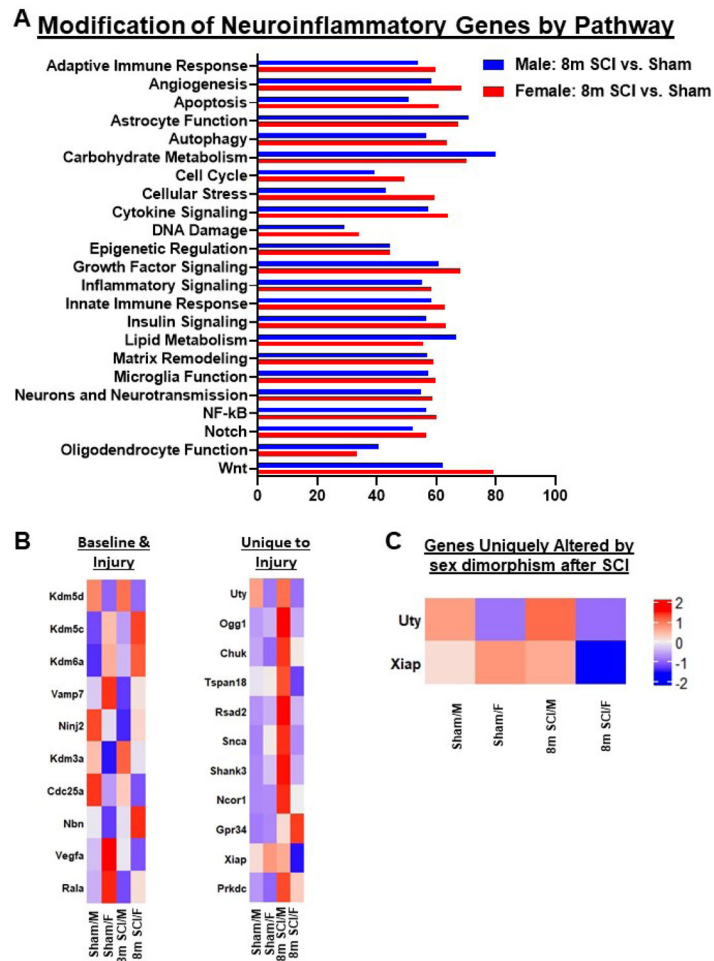 A Modification of Neuroinflammatory Genes by Pathway
Male: 8m SCI vs. Sham
Female: 8m SCI vs. Sham
Adaptive Immune Response
Angiogenesis
Apoptosis
Astrocyte Function
Autophagy
Carbohydrate Metabolism
Cell Cycle
Cellular Stress
Cytokine Signaling
DNA Damage
Epigenetic Regulation
Growth Factor Signaling
Inflammatory Signaling
Innate Immune Response
Insulin Signaling
Lipid Metabolism
Matrix Remodeling
Microglia Function
Neurons and Neurotransmission
NF-kB
Notch
Oligodendrocyte Function
Wnt
0 20 40 60 80 100
B
Baseline &
Injury
Kdm5d
Kdm5c
Kdm6a
Vamp7
Ninj2
Kdm3a
Cdc25a
Nbn
Vegfa
Rala
Sham/M
Sham/F
8m SCI/M
8m SCI/F
Unique to
Injury
Uty
Ogg1
Chuk
Tspan18
Rsad2
Snca
Shank3
Ncor1
Gpr34
Xiap
Prkdc
Sham/M
Sham/F
8m SCI/M
8m SCI/F
C
Genes Uniquely Altered by
sex dimorphism after SCI
Uty
Xiap
Sham/M
Sham/F
8m SCI/M
8m SCI/F
2
1
0
-1
-2